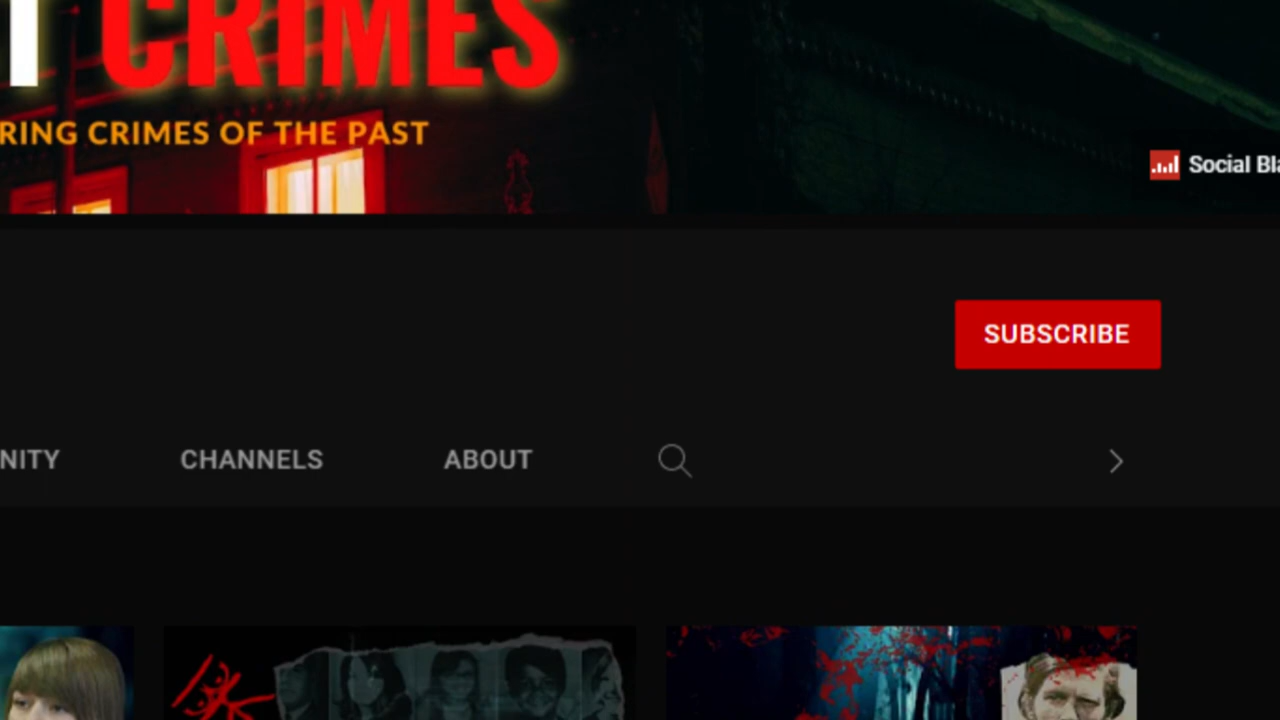 T CRIMES
RING CRIMES OF THE PAST
Social Bla
SUBSCRIBE
NITY CHANNELS ABOUT